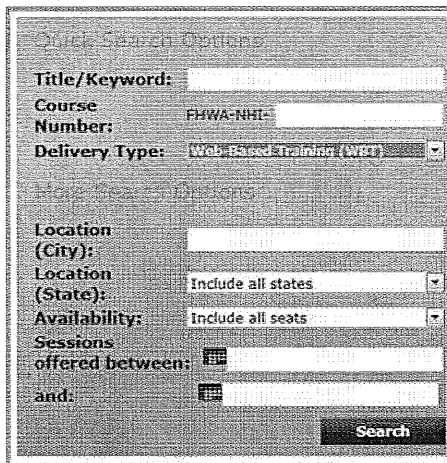 Quick Search Options
Title/Keyword:
Course
Number:
FHWA-NHI-
Delivery Type:
Web-Based Training (WBT)
More Search Options
Location
(City):
Location
(State):
Include all states
Availability:
Include all seats
Sessions
offered between:
and:
Search